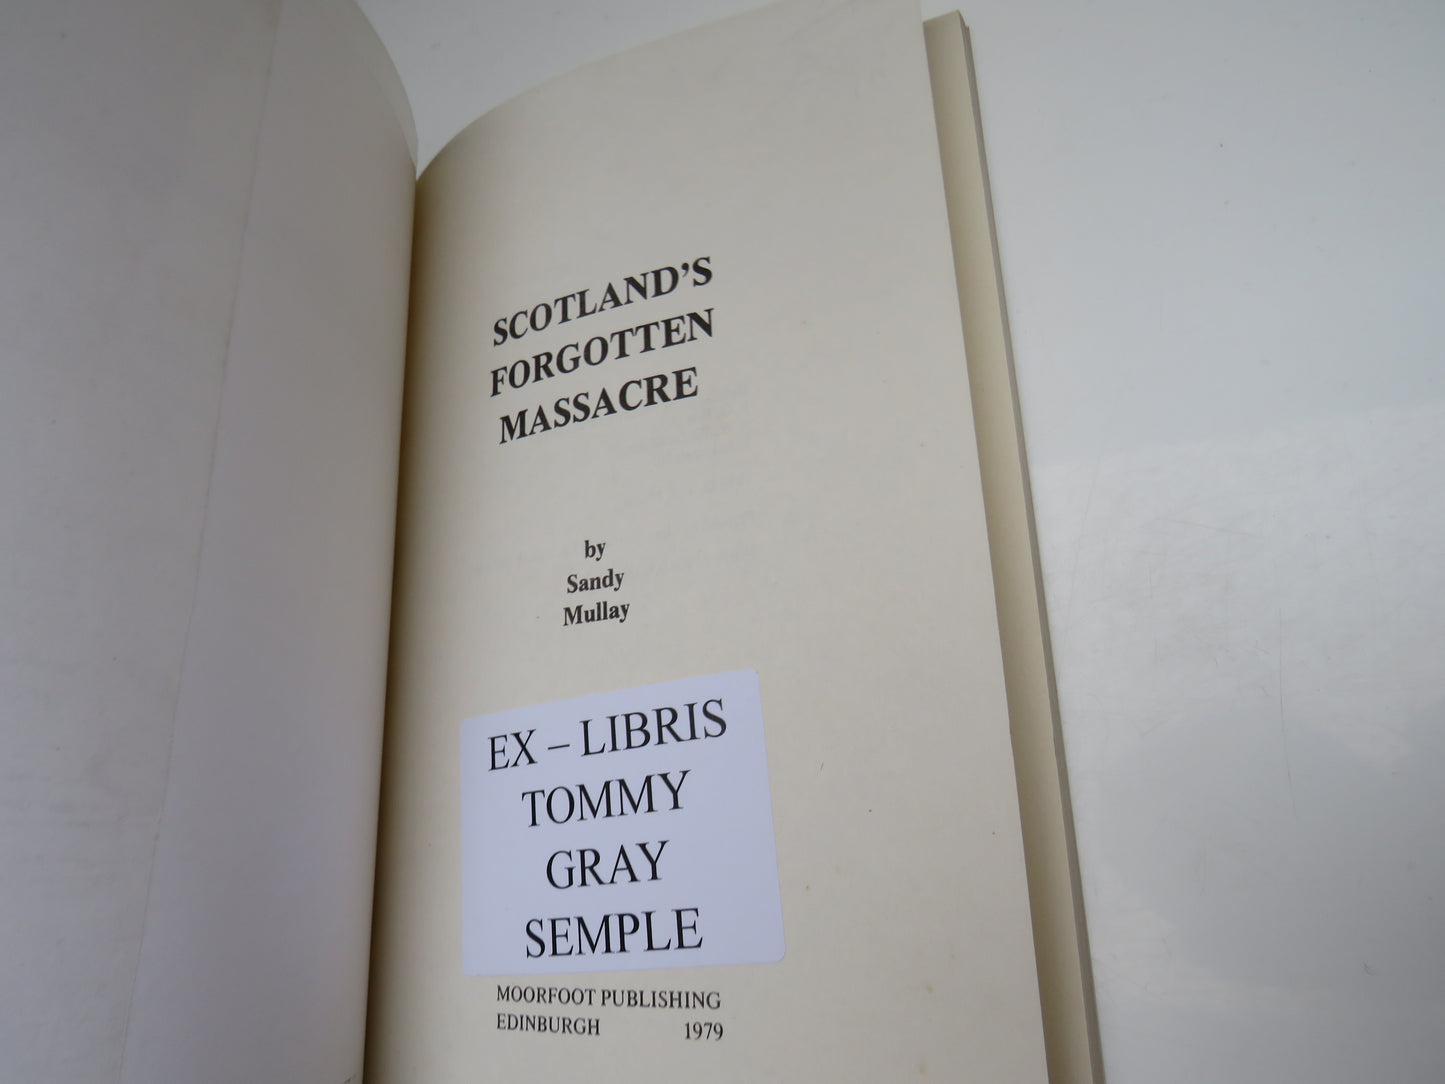 SCOTLAND'S
FORGOTTEN
MASSACRE
by
Sandy
Mullay
EX – LIBRIS
TOMMY
GRAY
SEMPLE
MOORFOOT PUBLISHING
EDINBURGH 1979